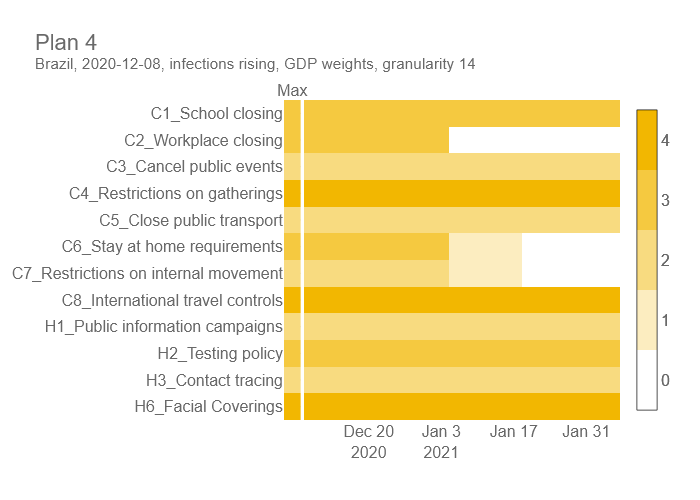 Plan 4
Brazil, 2020-12-08, infections rising, GDP weights, granularity 14
Max
C1_School closing
C2_Workplace closing
C3_Cancel public events
C4_Restrictions on gatherings
C5_Close public transport
C6_Stay at home requirements
C7_Restrictions on internal movement
C8_International travel controls
H1_Public information campaigns
H2_Testing policy
H3_Contact tracing
H6_Facial Coverings
4
3
2
1
0
Dec 20 Jan 3 Jan 17 Jan 31
2020 2021